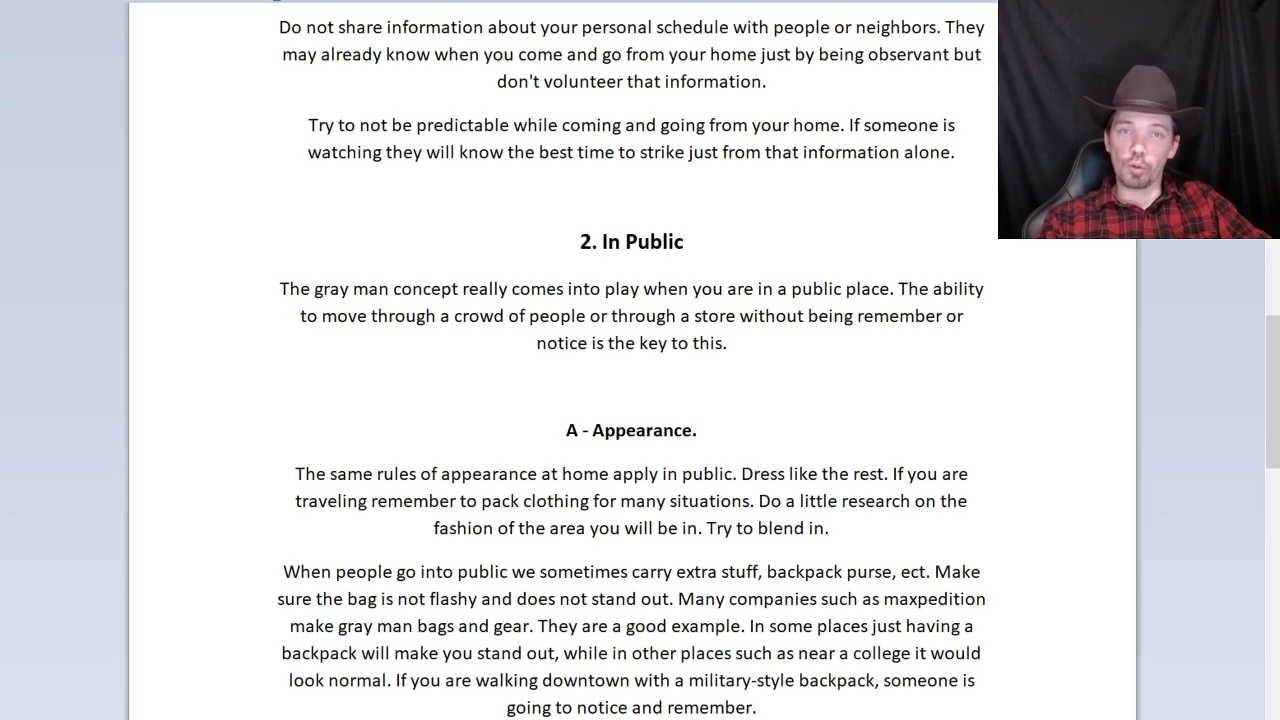 Do not share information about your personal schedule with people or neighbors. They
may already know when you come and go from your home just by being observant but
don't volunteer that information.
Try to not be predictable while coming and going from your home. If someone is
watching they will know the best time to strike just from that information alone.
2. In Public
The gray man concept really comes into play when you are in a public place. The ability
to move through a crowd of people or through a store without being remember or
notice is the key to this.
A - Appearance.
The same rules of appearance at home apply in public. Dress like the rest. If you are
traveling remember to pack clothing for many situations. Do a little research on the
fashion of the area you will be in. Try to blend in.
When people go into public we sometimes carry extra stuff, backpack purse, ect. Make
sure the bag is not flashy and does not stand out. Many companies such as maxpedition
make gray man bags and gear. They are a good example. In some places just having a
backpack will make you stand out, while in other places such as near a college it would
look normal. If you are walking downtown with a military-style backpack, someone is
going to notice and remember.